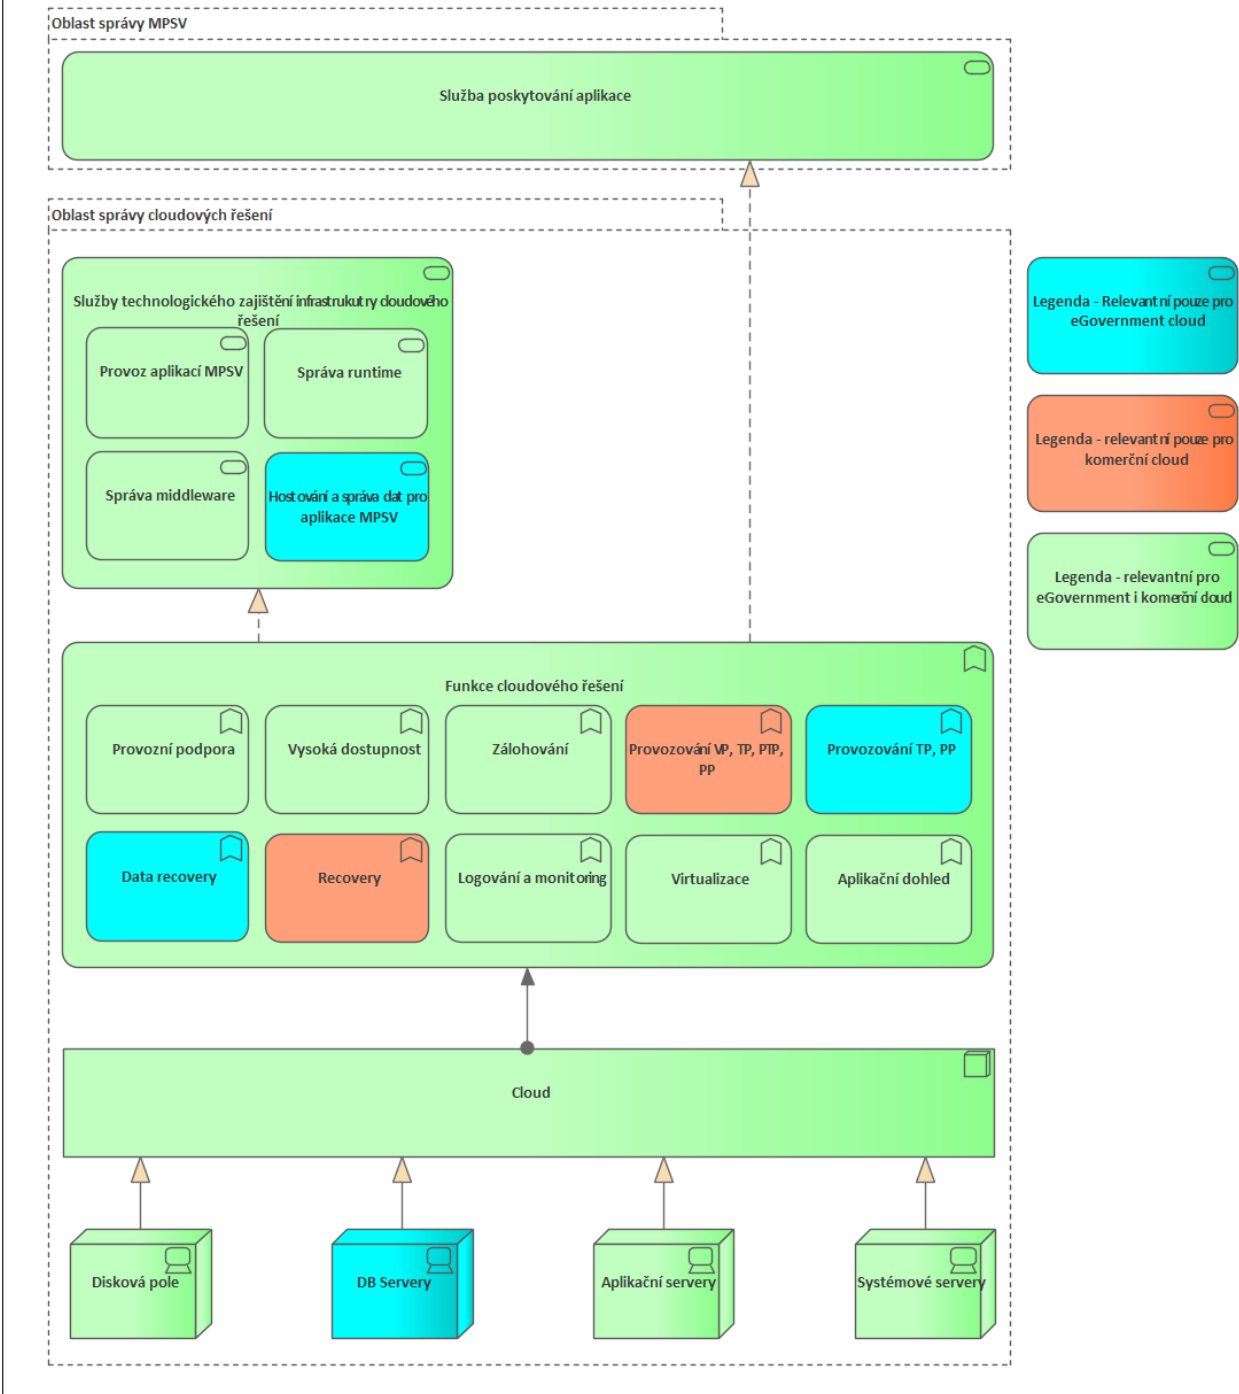 Oblast správy MPSV
Služba poskytování aplikace
Oblast správy cloudových řešení
Služby technologického zajištění infrastrukutry cloudového
řešení
Provoz aplikací MPSV
Správa runtime
Správa middleware
Hostování a správa dat pro
aplikace MPSV
Legenda - Relevantní pouze pro
eGovernment cloud
Legenda - relevantní pouze pro
komerční cloud
Legenda - relevantní pro
eGovernment i komerční cloud
Funkce cloudového řešení
Provozní podpora
Vysoká dostupnost
Zálohování
Provozování VP, TP, PTP,
PP
Provozování TP, PP
Data recovery
Recovery
Logování a monitoring
Virtualizace
Aplikační dohled
Cloud
Disková pole
DB Servery
Aplikační servery
Systémové servery